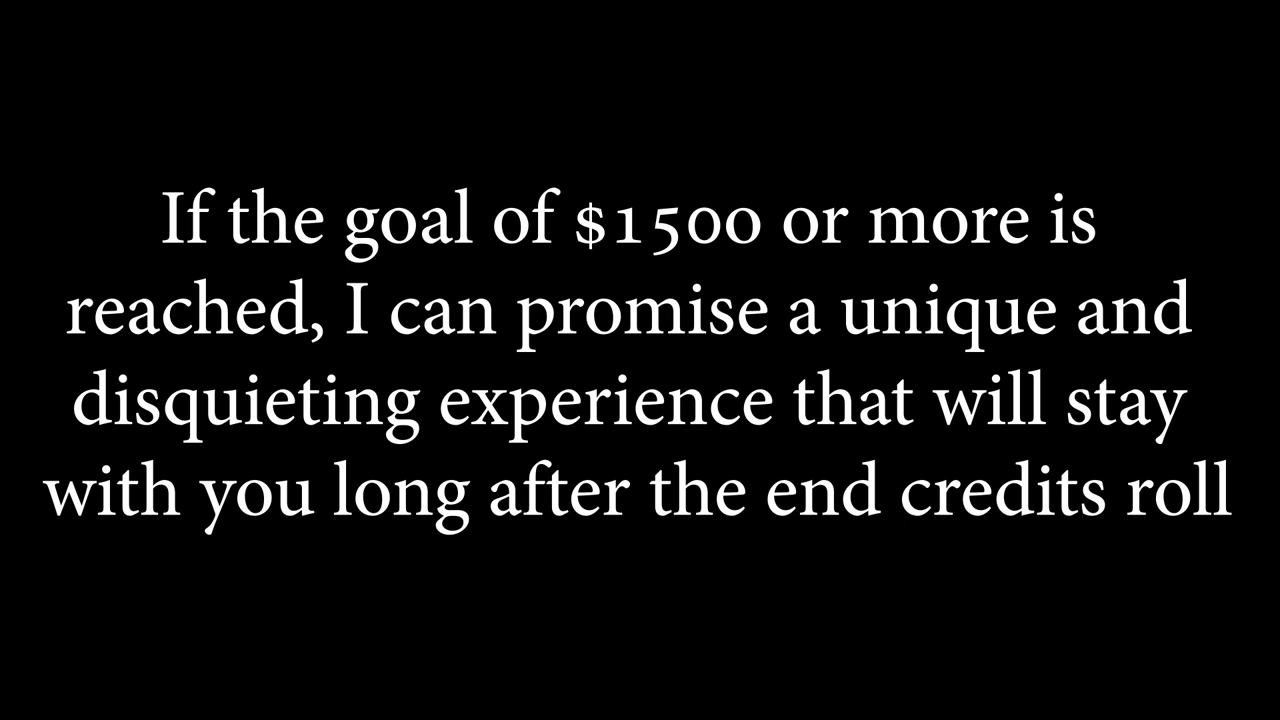 If the goal of $1500 or more is
reached, I can promise a unique and
disquieting experience that will stay
with you long after the end credits roll